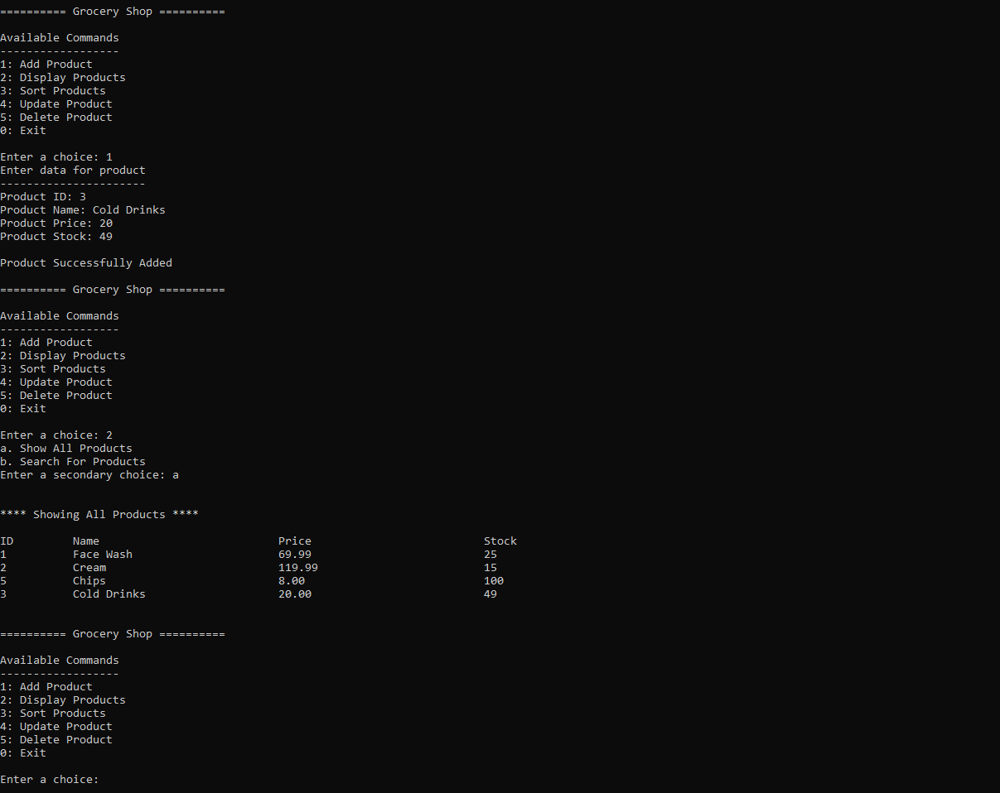 ========== Grocery Shop ==========
Available Commands
------------------
1: Add Product
2: Display Products
3: Sort Products
4: Update Product
5: Delete Product
0: Exit
Enter a choice: 1
Enter data for product
----------------------
Product ID: 3
Product Name: Cold Drinks
Product Price: 20
Product Stock: 49
Product Successfully Added
========== Grocery Shop ==========
Available Commands
------------------
1: Add Product
2: Display Products
3: Sort Products
4: Update Product
5: Delete Product
0: Exit
Enter a choice: 2
a. Show All Products
b. Search For Products
Enter a secondary choice: a
**** Showing All Products ****
ID         Name                           Price                          Stock
1          Face Wash                      69.99                          25
2          Cream                          119.99                         15
5          Chips                          8.00                           100
3          Cold Drinks                    20.00                          49
========== Grocery Shop ==========
Available Commands
------------------
1: Add Product
2: Display Products
3: Sort Products
4: Update Product
5: Delete Product
0: Exit
Enter a choice: